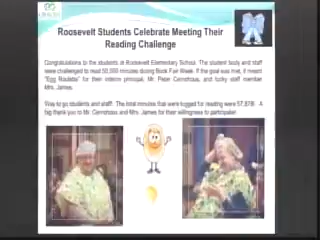 Roosevelt Students Celebrate Meeting Their
Reading Challenge
Congratulations to the students at Roosevelt Elementary School. The student body and staff
were challenged to read 55,000 minutes during Book Fair Week. If the goal was met, it meant
"Egg Roulette" for their interim principal, Mr. Peter and lucky staff member
Mrs. James.
Way to go students and staff! The total minutes that were logged for reading were 57,878! A
big thank you to Mr. and Mrs. James for their willingness to participate!